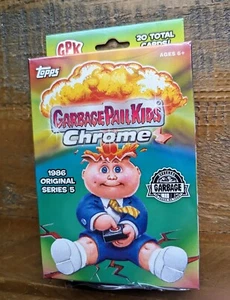 GPK
20 TOTAL
CARDS!
Topps
AGES 6+
GARBAGE PAIL KIDS
Chrome
1986
ORIGINAL
SERIES 5
GARBAGE